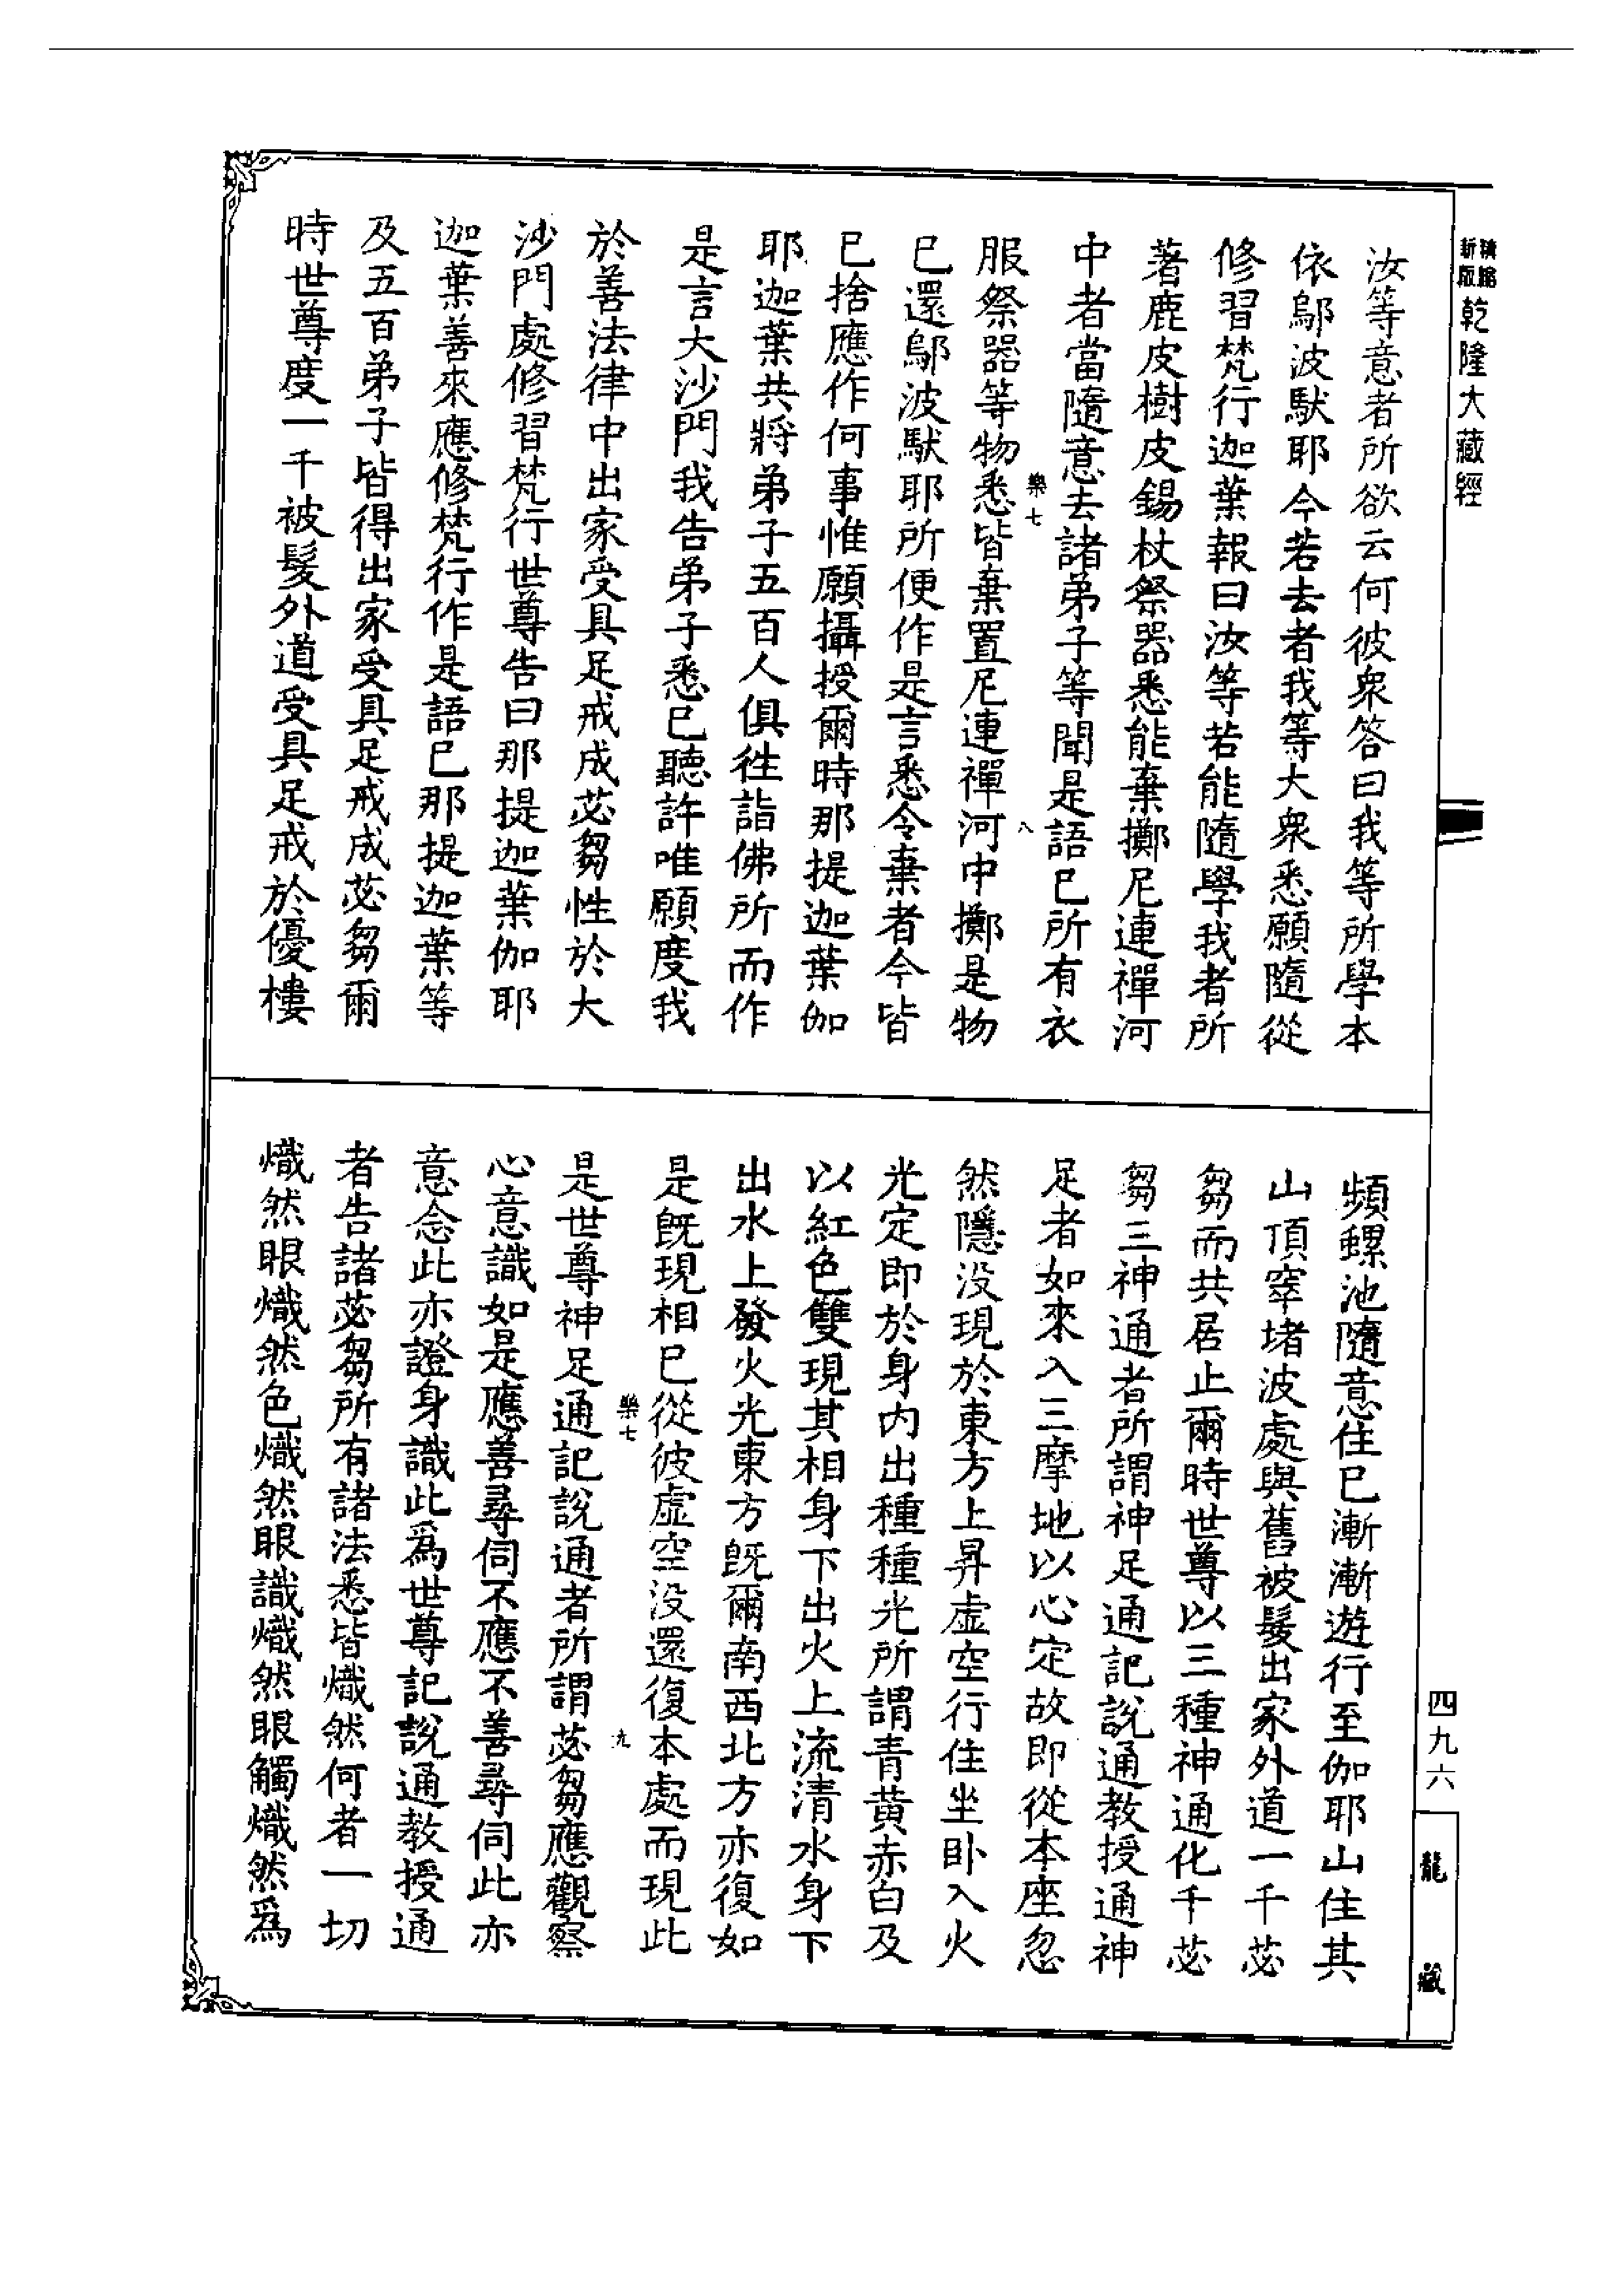 精縮
新版
乾隆大藏經
汝等意者所欲云何彼衆答曰我等所學本
依鄔波馱耶今若去者我等大衆悉願隨從
修習梵行迦葉報曰汝等若能隨學我者所
著鹿皮樹皮錫杖祭器悉能棄擲尼連禪河
中者當隨意去諸弟子等聞是語已所有衣
樂七
八
服祭器等物悉皆棄置尼連禪河中擲是物
已還鄔波馱耶所便作是言悉令棄者今皆
已捨應作何事惟願攝授爾時那提迦葉伽
耶迦葉共將弟子五百人俱徃詣佛所而作
是言大沙門我告弟子悉已聽許唯願度我
於善法律中出家受具足戒成苾芻性於大
沙門處修習梵行世尊告曰那提迦葉伽耶
迦葉善來應修梵行作是語已那提迦葉等
及五百弟子皆得出家受具足戒成苾芻爾
時世尊度一千被髮外道受具足戒於優樓
頻螺池隨意住已漸漸遊行至伽耶山住其
山頂窣堵波處與舊被髮出家外道一千苾
芻而共居止爾時世尊以三種神通化千苾
芻三神通者所謂神足通記說通教授通神
足者如來入三摩地以心定故即從本座忽
然隱没現於東方上昇虛空行住坐卧入火
光定即於身内出種種光所謂青黄赤白及
以紅色雙現其相身下出火上流清水身下
出水上發火光東方既爾南西北方亦復如
是既現相已從彼虛空没還復本處而現此
樂七
九
是世尊神足通記說通者所謂苾芻應觀察
心意識如是應善尋伺不應不善尋伺此亦
意念此亦證身識此爲世尊記說通教授通
者告諸苾芻所有諸法悉皆熾然何者一切
熾然眼熾然色熾然眼識熾然眼觸熾然爲
四九六
龍藏